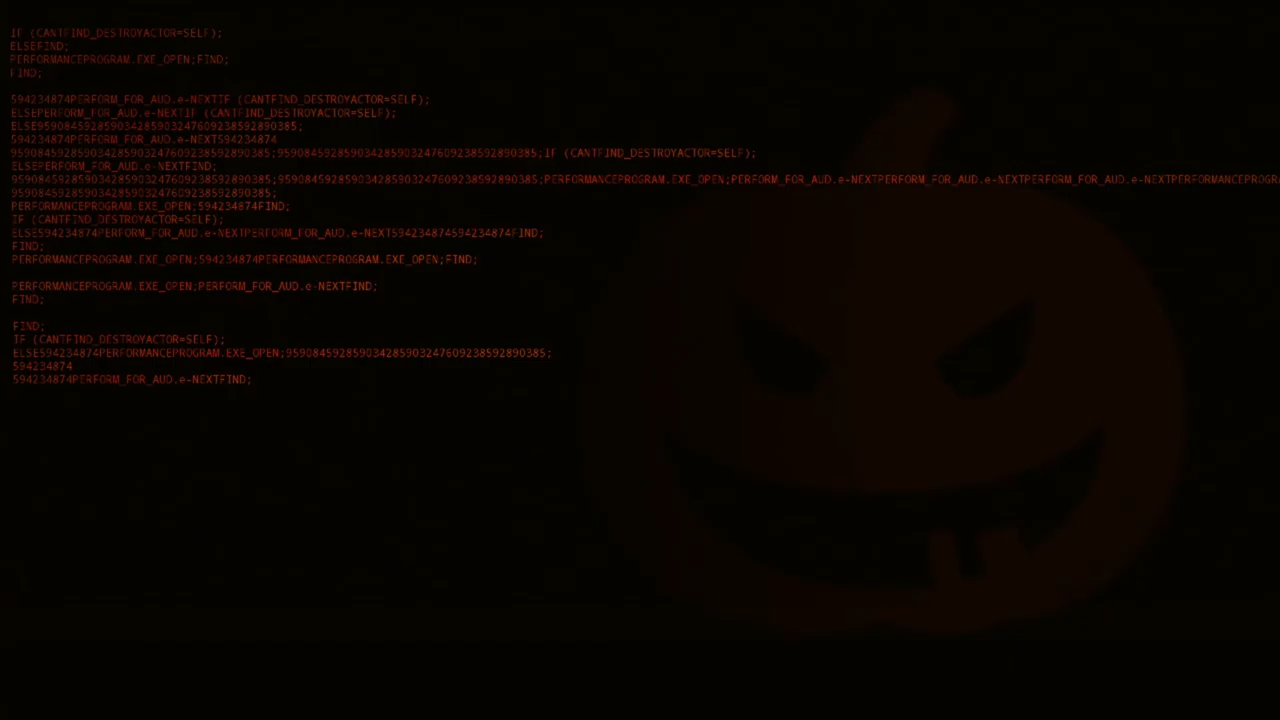 IF (CANTFIND_DESTROYACTOR=SELF);
ELSEFIND;
PERFORMANCEPROGRAM.EXE_OPEN;FIND;
FIND;
594234874PERFORM_FOR_AUD.e-NEXTIF (CANTFIND_DESTROYACTOR=SELF);
ELSEPERFORM_FOR_AUD.e-NEXTIF (CANTFIND_DESTROYACTOR=SELF);
ELSE95908459285903428590324760923859289038​5;
594234874PERFORM_FOR_AUD.e-NEXT594234874
959084592859034285903247609238592890385;959084592859034285903247609238592890385;IF (CANTFIND_DESTROYACTOR=SELF);
ELSEPERFORM_FOR_AUD.e-NEXTFIND;
959084592859034285903247609238592890385;959084592859034285903247609238592890385;PERFORMANCEPROGRAM.EXE_OPEN;PERFORM_FOR_AUD.e-NEXTPERFORM_FOR_AUD.e-NEXTPERFORM_FOR_AUD.e-NEXTPERFORMANCEPROGR
959084592859034285903247609238592890385;
PERFORMANCEPROGRAM.EXE_OPEN;594234874FIND;
IF (CANTFIND_DESTROYACTOR=SELF);
ELSE594234874PERFORM_FOR_AUD.e-NEXTPERFORM_FOR_AUD.e-NEXT594234874594234874FIND;
FIND;
PERFORMANCEPROGRAM.EXE_OPEN;594234874PERFORMANCEPROGRAM.EXE_OPEN;FIND;
PERFORMANCEPROGRAM.EXE_OPEN;PERFORM_FOR_AUD.e-NEXTFIND;
FIND;
FIND;
IF (CANTFIND_DESTROYACTOR=SELF);
ELSE594234874PERFORMANCEPROGRAM.EXE_OPEN;959084592859034285903247609238592890385;
594234874
594234874PERFORM_FOR_AUD.e-NEXTFIND;